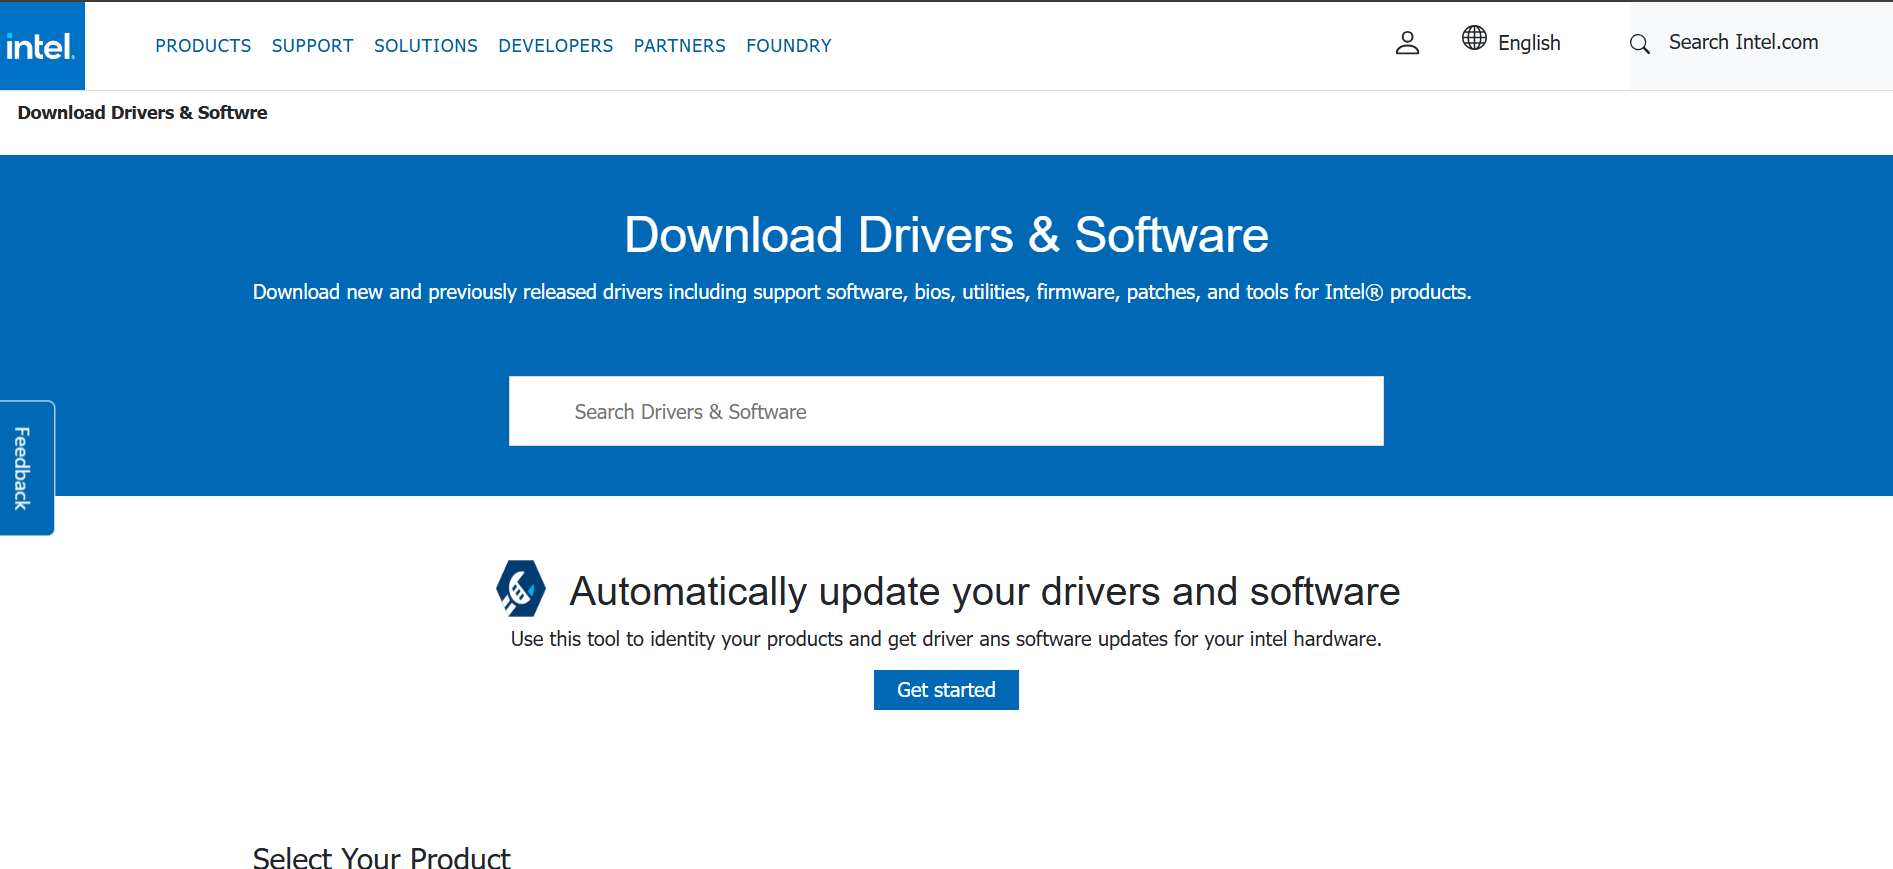 intel.
PRODUCTS SUPPORT SOLUTIONS DEVELOPERS PARTNERS FOUNDRY
English
Search Intel.com
Download Drivers & Softwre
Download Drivers & Software
Download new and previously released drivers including support software, bios, utilities, firmware, patches, and tools for Intel® products.
Search Drivers & Software
Feedback
Automatically update your drivers and software
Use this tool to identity your products and get driver ans software updates for your intel hardware.
Get started
Select Your Product